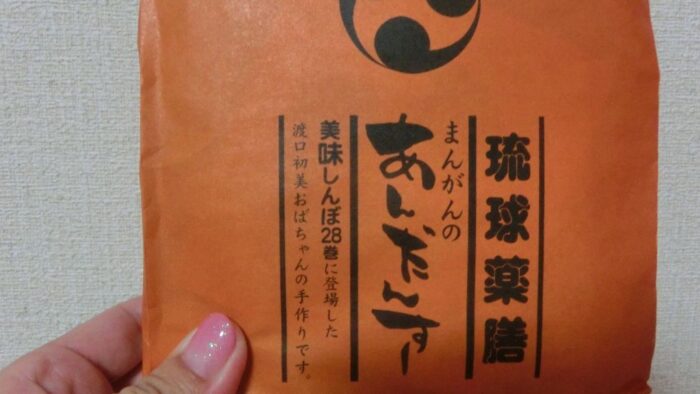 琉球薬膳
まんがんの
あんだんすー
美味しんぼ28巻に登場した
渡口初美おばちゃんの手作りです。